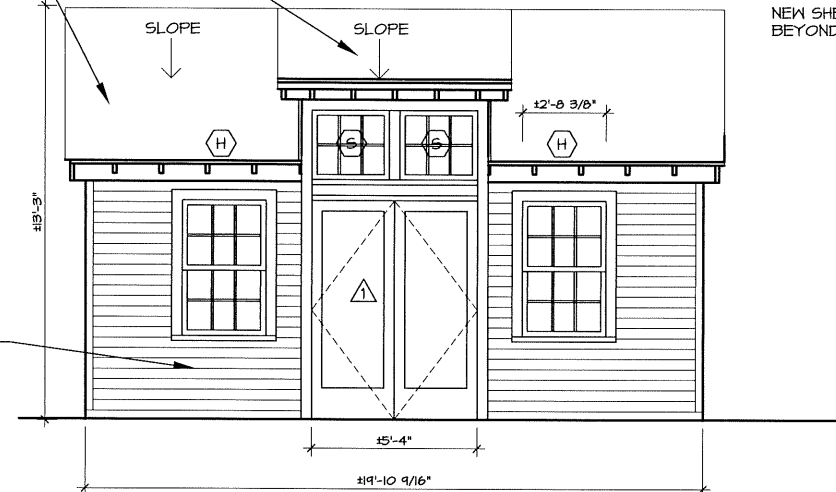 NEW SHE
BEYOND
SLOPE
SLOPE
±2'-8 3/8"
H
S
S
H
±13'-3"
1
±5'-4"
±19'-10 9/16"